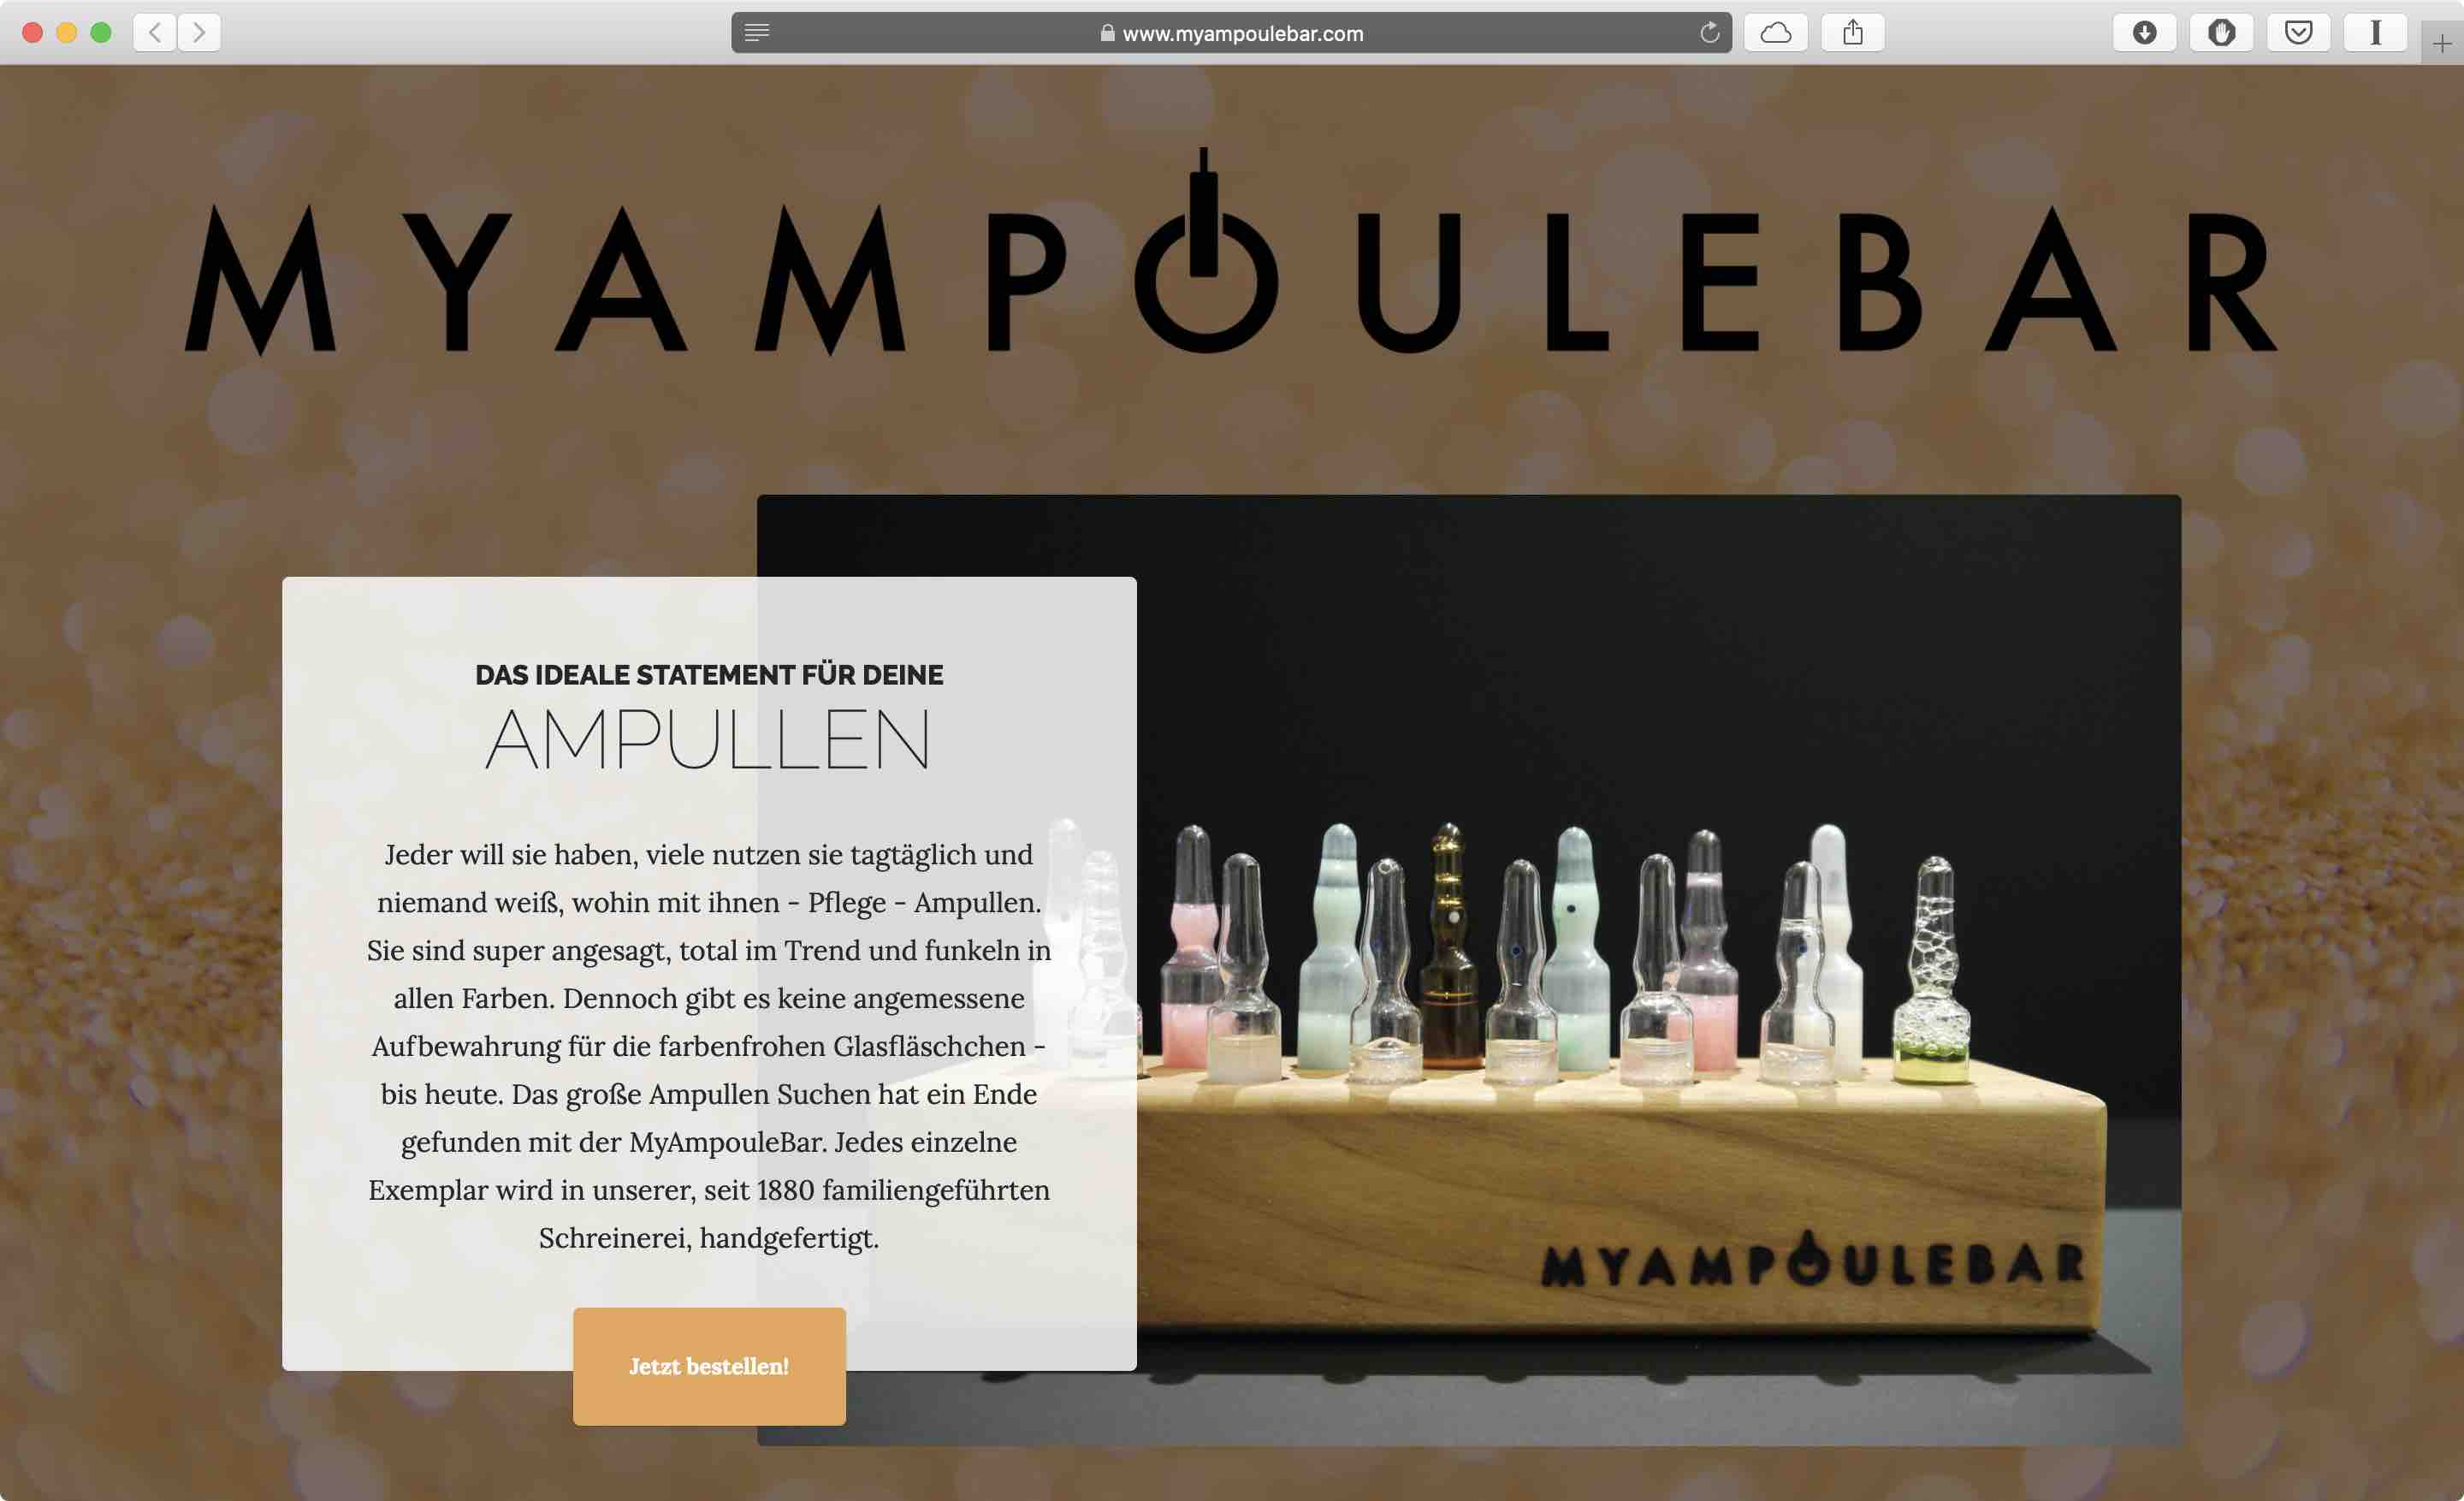 www.myampoulebar.com
MYAMPOULEBAR
DAS IDEALE STATEMENT FÜR DEINE
AMPULLEN
Jeder will sie haben, viele nutzen sie tagtäglich und
niemand weiß, wohin mit ihnen - Pflege - Ampullen.
Sie sind super angesagt, total im Trend und funkeln in
allen Farben. Dennoch gibt es keine angemessene
Aufbewahrung für die farbenfrohen Glasfläschchen -
bis heute. Das große Ampullen Suchen hat ein Ende
gefunden mit der MyAmpouleBar. Jedes einzelne
Exemplar wird in unserer, seit 1880 familiengeführten
Schreinerei, handgefertigt.
Jetzt bestellen!
MYAMPOULEBAR